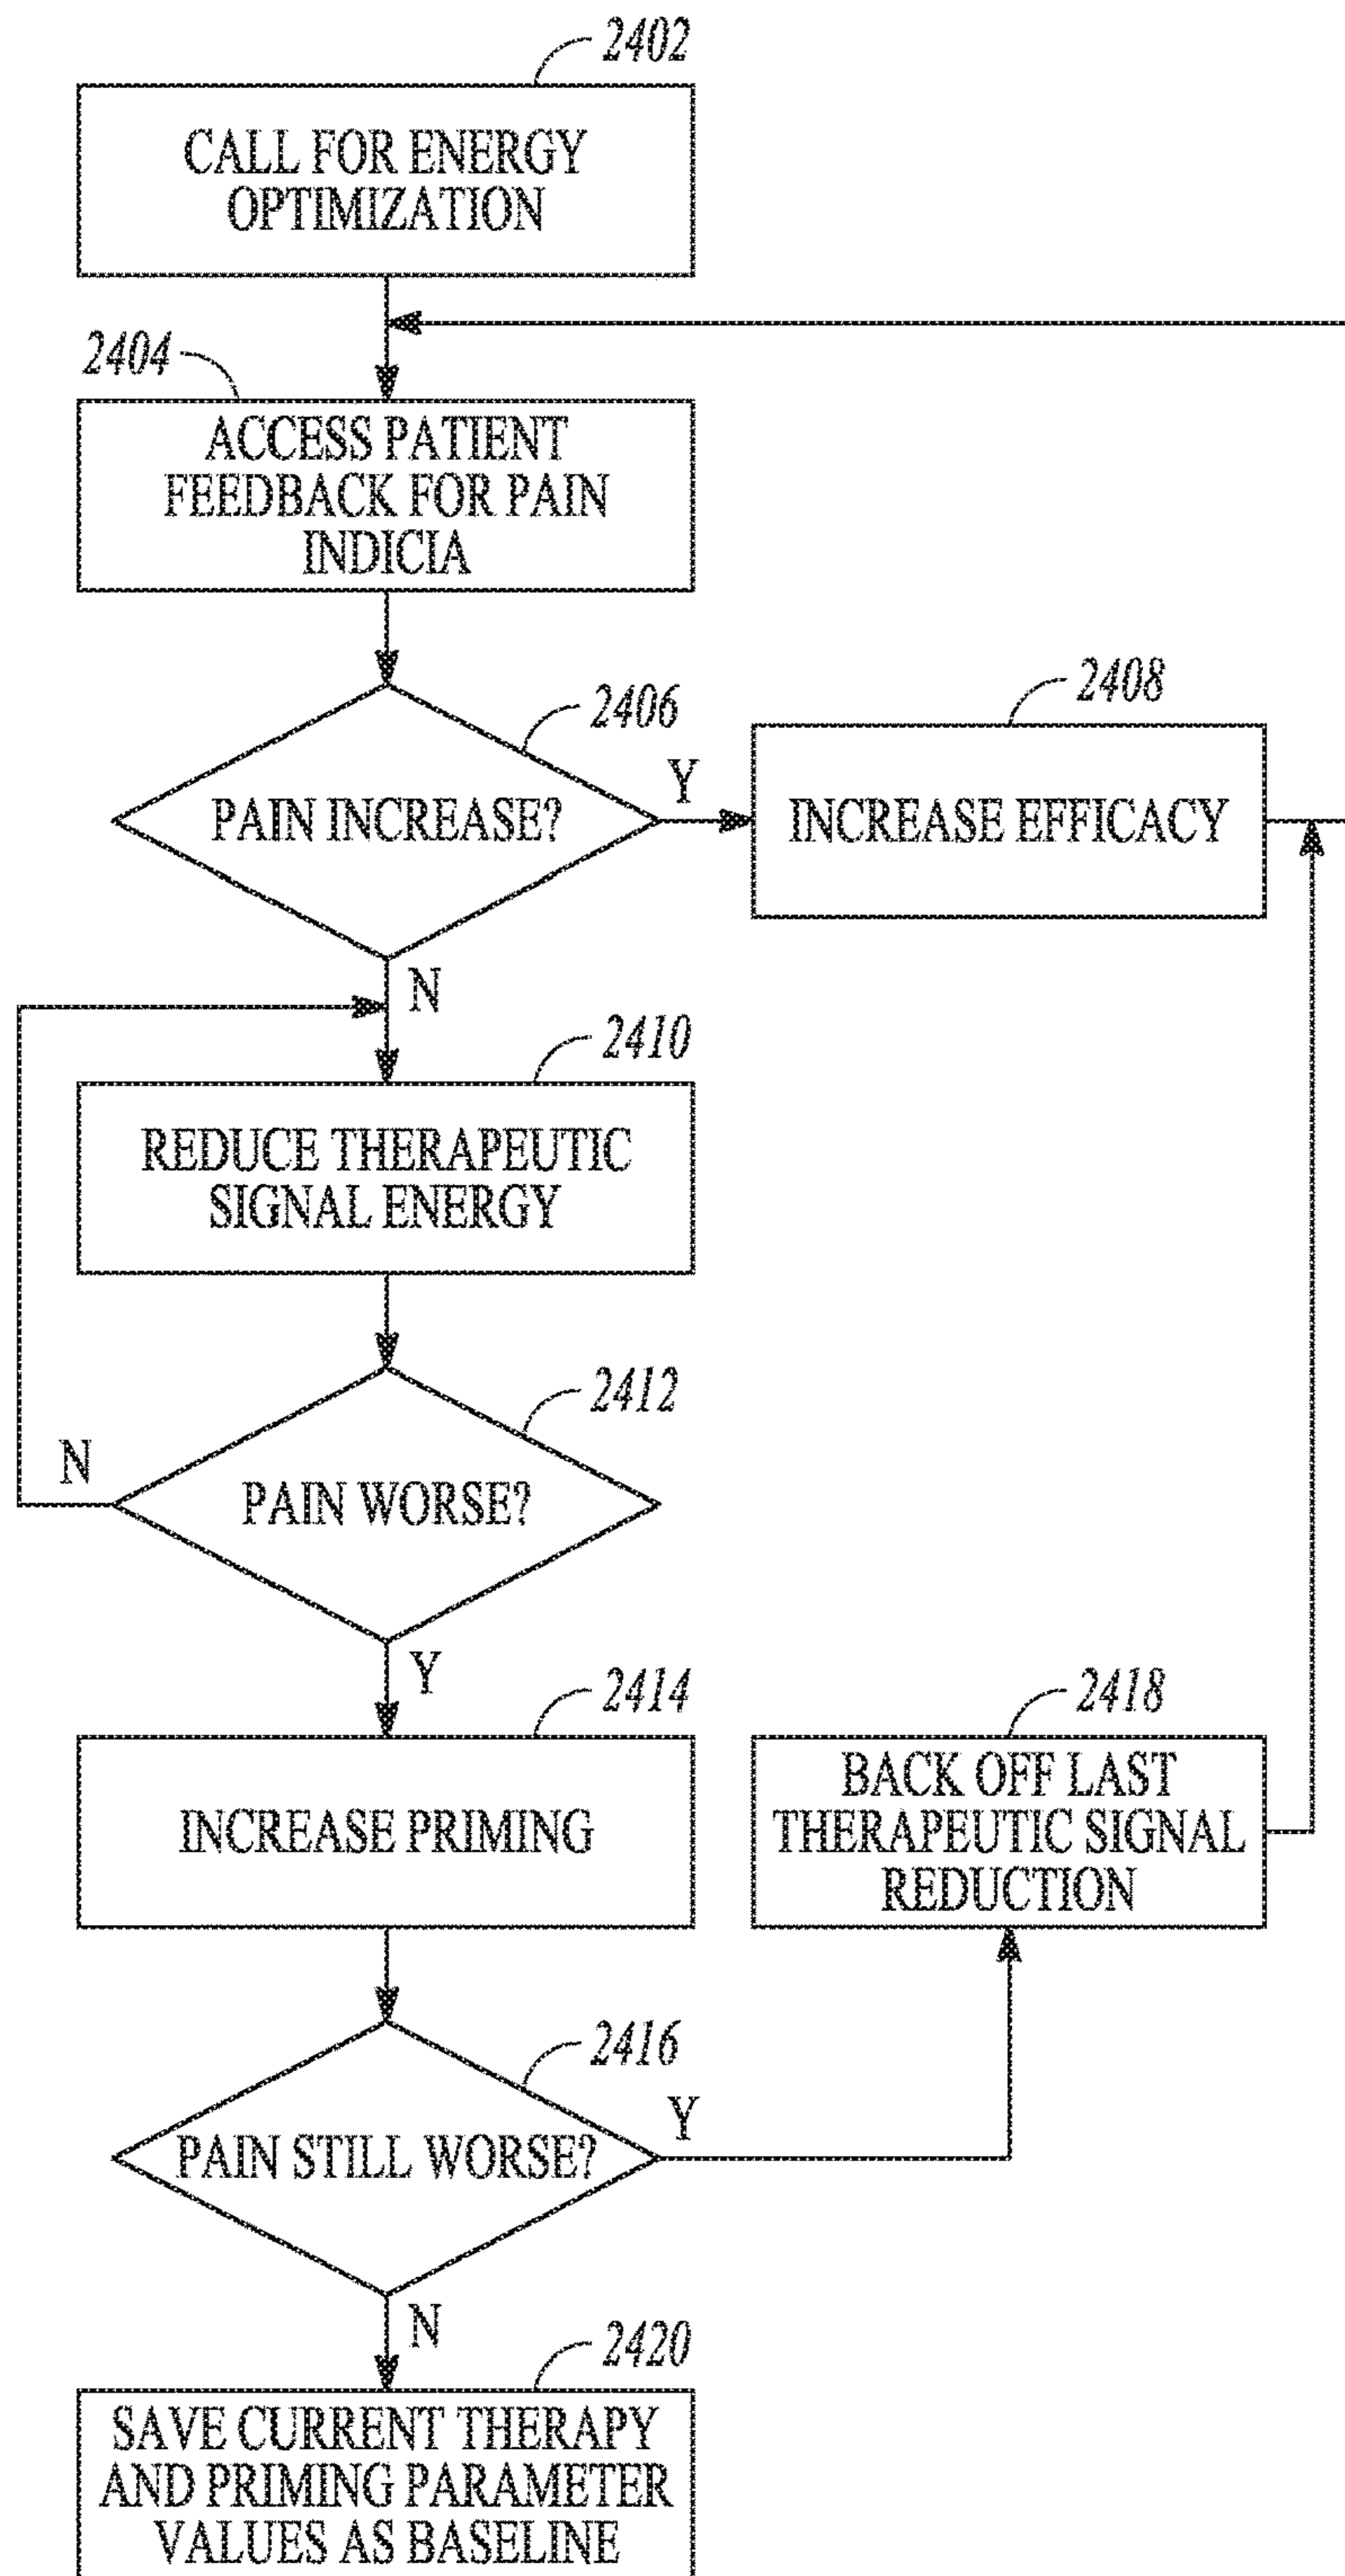 2402
CALL FOR ENERGY
OPTIMIZATION
2404
ACCESS PATIENT
FEEDBACK FOR PAIN
INDICIA
2406
PAIN INCREASE?
Y
2408
INCREASE EFFICACY
N
2410
REDUCE THERAPEUTIC
SIGNAL ENERGY
2412
PAIN WORSE?
N
Y
2414
INCREASE PRIMING
2418
BACK OFF LAST
THERAPEUTIC SIGNAL
REDUCTION
2416
PAIN STILL WORSE?
Y
N
2420
SAVE CURRENT THERAPY
AND PRIMING PARAMETER
VALUES AS BASELINE